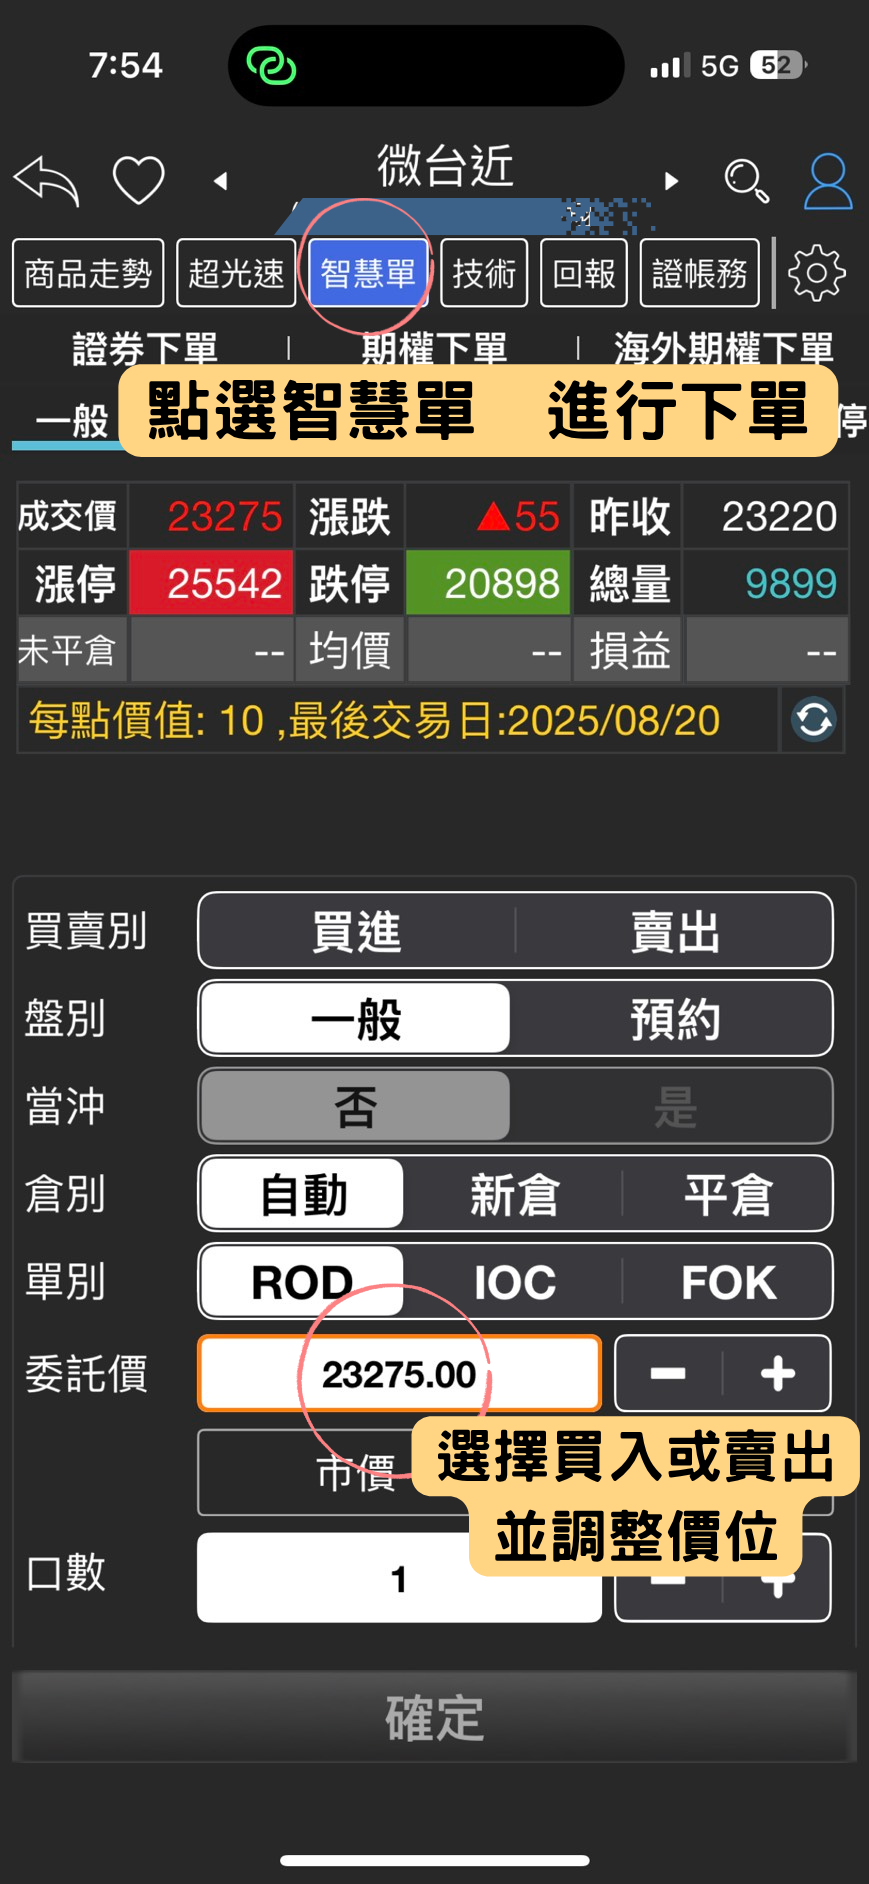 7:54 5G 52
微台近
商品走勢 超光速 智慧單 技術 回報 證帳務
證券下單 期權下單 海外期權下單
一般 點選智慧單 進行下單 停
成交價 23275 漲跌 ▲55 昨收 23220
漲停 25542 跌停 20898 總量 9899
未平倉 -- 均價 -- 損益 --
每點價值: 10 ,最後交易日:2025/08/20
買賣別 買進 賣出
盤別 一般 預約
當沖 否 是
倉別 自動 新倉 平倉
單別 ROD IOC FOK
委託價 23275.00 − +
市價
選擇買入或賣出
並調整價位
口數 1 − +
確定